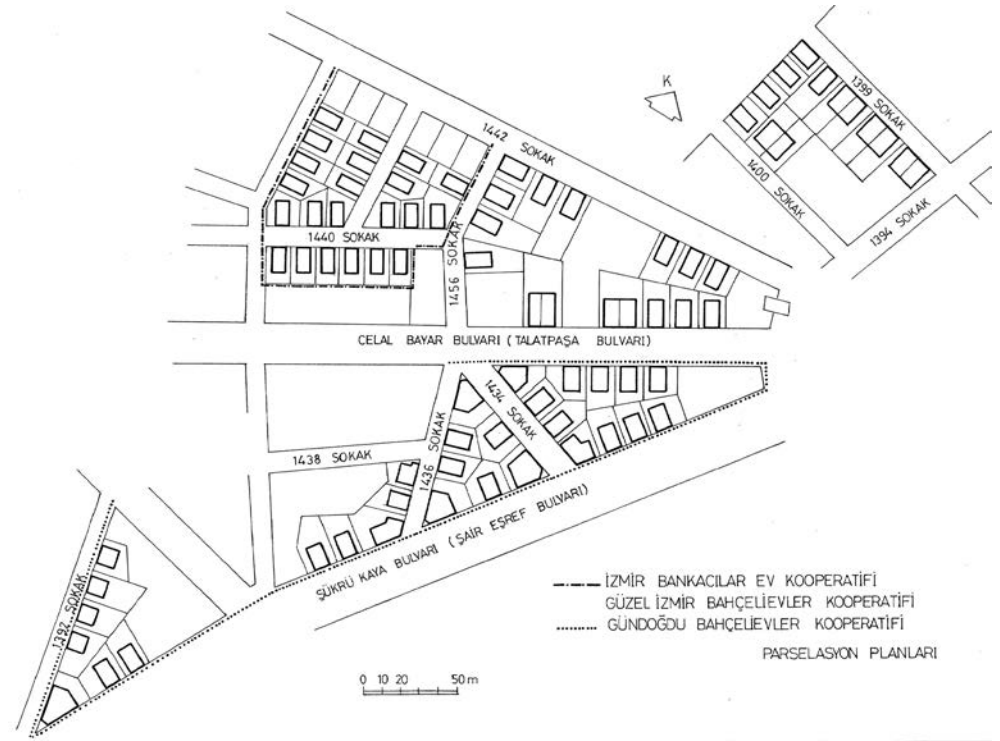 K
1399 SOKAK
1442 SOKAK
1400 SOKAK
1394 SOKAK
1440 SOKAK
1456 SOKAK
CELAL BAYAR BULVARI (TALATPAŞA BULVARI)
1434 SOKAK
1436 SOKAK
1438 SOKAK
ŞÜKRÜ KAYA BULVARI (ŞAİR EŞREF BULVARI)
1392 SOKAK
İZMİR BANKACILAR EV KOOPERATİFİ
GÜZEL İZMİR BAHÇELİEVLER KOOPERATİFİ
GÜNDOĞDU BAHÇELİEVLER KOOPERATİFİ
PARSELASYON PLANLARI
0 10 20 50 m